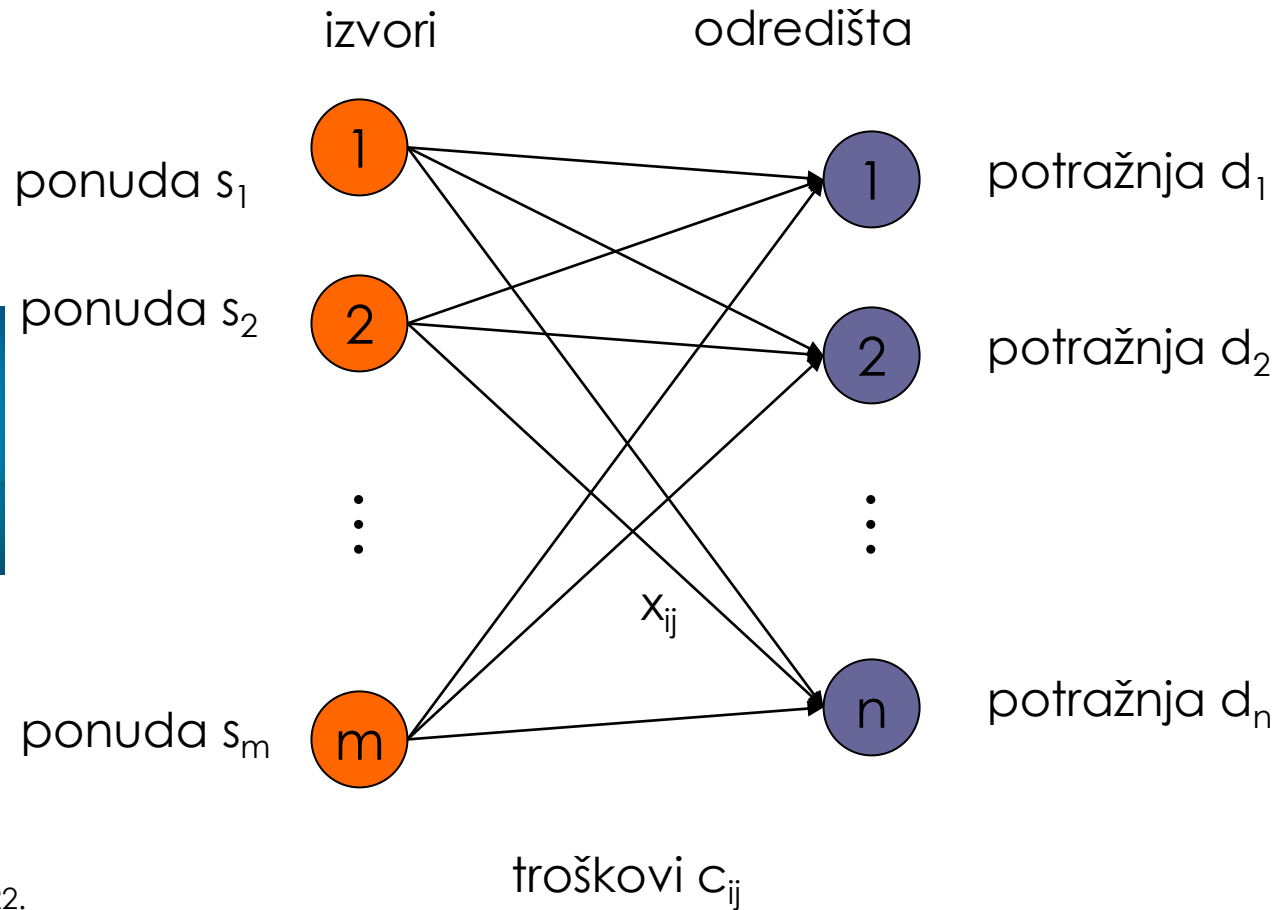 izvori odredišta
1 1
ponuda s₁ potražnja d₁
ponuda s₂ 2 2 potražnja d₂
⋮ ⋮
xᵢⱼ
ponuda sₘ m n potražnja dₙ
troškovi cᵢⱼ
22.